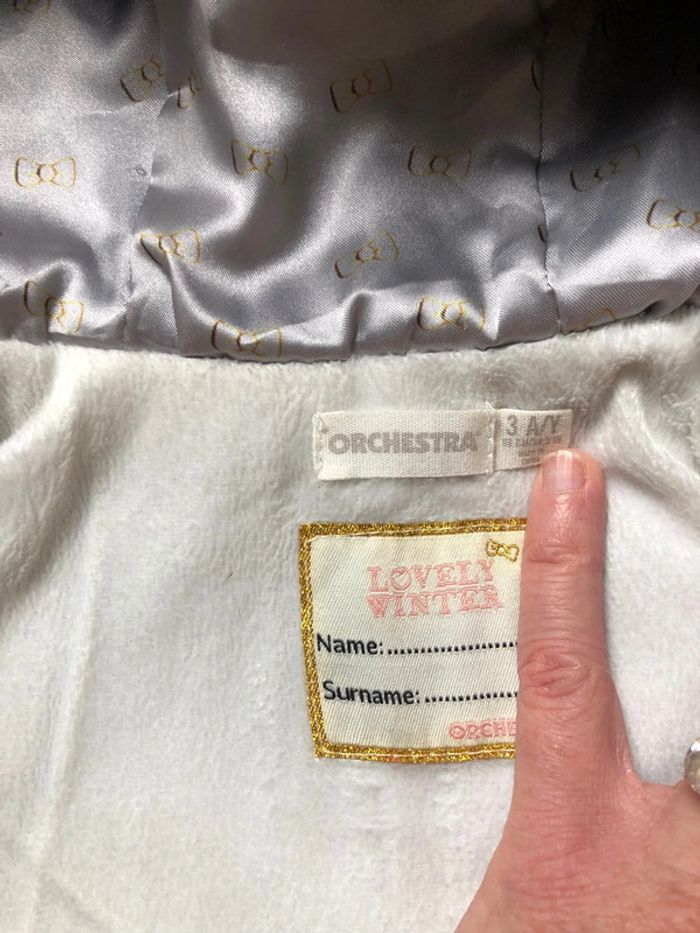 ORCHESTRA
3 A/Y
LOVELY
WINTER
Name:....................
Surname:.............
ORCHE